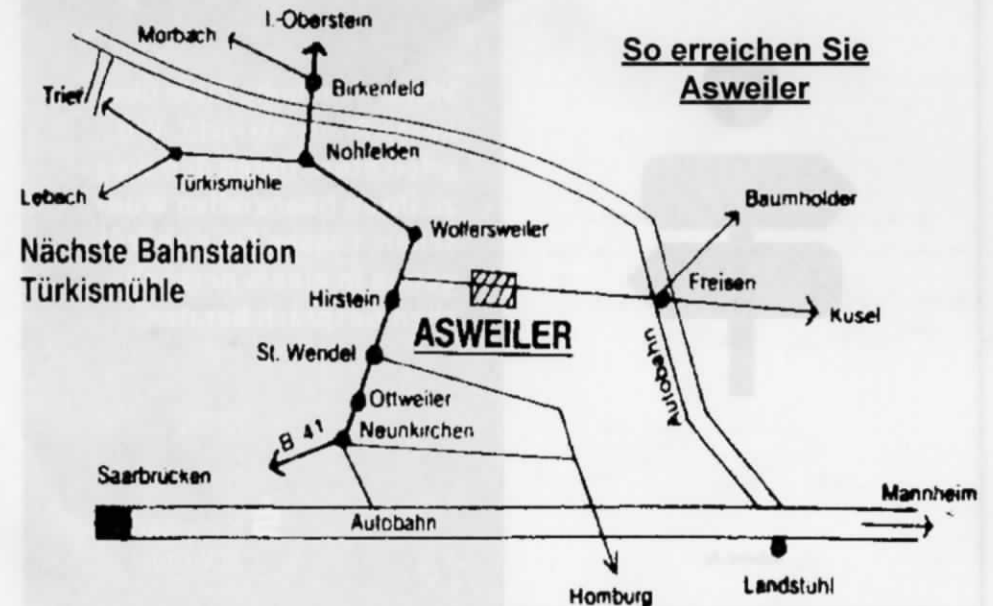 I.-Oberstein
Morbach
So erreichen Sie
Asweiler
Birkenfeld
Trier
Nohfelden
Türkismühle
Lebach
Baumholder
Wolfersweiler
Nächste Bahnstation
Türkismühle
Freisen
Hirstein
Kusel
ASWEILER
St. Wendel
Autobahn
Ottweiler
B 41
Neunkirchen
Saarbrücken
Mannheim
Autobahn
Landstuhl
Homburg